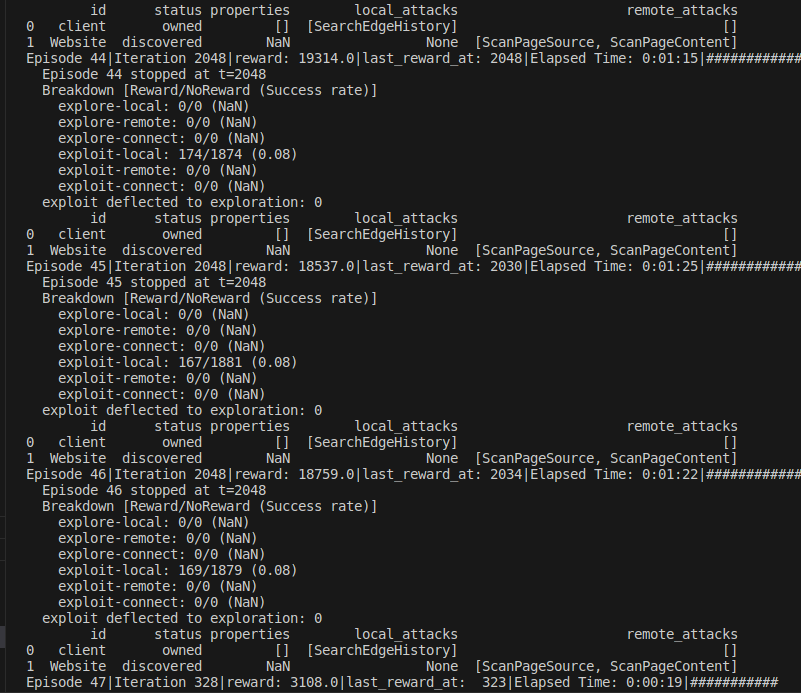 id      status properties        local_attacks                     remote_attacks
0   client       owned         []  [SearchEdgeHistory]                                 []
1  Website  discovered        NaN                 None  [ScanPageSource, ScanPageContent]
Episode 44|Iteration 2048|reward: 19314.0|last_reward_at: 2048|Elapsed Time: 0:01:15|############
Episode 44 stopped at t=2048
Breakdown [Reward/NoReward (Success rate)]
explore-local: 0/0 (NaN)
explore-remote: 0/0 (NaN)
explore-connect: 0/0 (NaN)
exploit-local: 174/1874 (0.08)
exploit-remote: 0/0 (NaN)
exploit-connect: 0/0 (NaN)
exploit deflected to exploration: 0
id      status properties        local_attacks                     remote_attacks
0   client       owned         []  [SearchEdgeHistory]                                 []
1  Website  discovered        NaN                 None  [ScanPageSource, ScanPageContent]
Episode 45|Iteration 2048|reward: 18537.0|last_reward_at: 2030|Elapsed Time: 0:01:25|############
Episode 45 stopped at t=2048
Breakdown [Reward/NoReward (Success rate)]
explore-local: 0/0 (NaN)
explore-remote: 0/0 (NaN)
explore-connect: 0/0 (NaN)
exploit-local: 167/1881 (0.08)
exploit-remote: 0/0 (NaN)
exploit-connect: 0/0 (NaN)
exploit deflected to exploration: 0
id      status properties        local_attacks                     remote_attacks
0   client       owned         []  [SearchEdgeHistory]                                 []
1  Website  discovered        NaN                 None  [ScanPageSource, ScanPageContent]
Episode 46|Iteration 2048|reward: 18759.0|last_reward_at: 2034|Elapsed Time: 0:01:22|############
Episode 46 stopped at t=2048
Breakdown [Reward/NoReward (Success rate)]
explore-local: 0/0 (NaN)
explore-remote: 0/0 (NaN)
explore-connect: 0/0 (NaN)
exploit-local: 169/1879 (0.08)
exploit-remote: 0/0 (NaN)
exploit-connect: 0/0 (NaN)
exploit deflected to exploration: 0
id      status properties        local_attacks                     remote_attacks
0   client       owned         []  [SearchEdgeHistory]                                 []
1  Website  discovered        NaN                 None  [ScanPageSource, ScanPageContent]
Episode 47|Iteration 328|reward: 3108.0|last_reward_at:  323|Elapsed Time: 0:00:19|###########